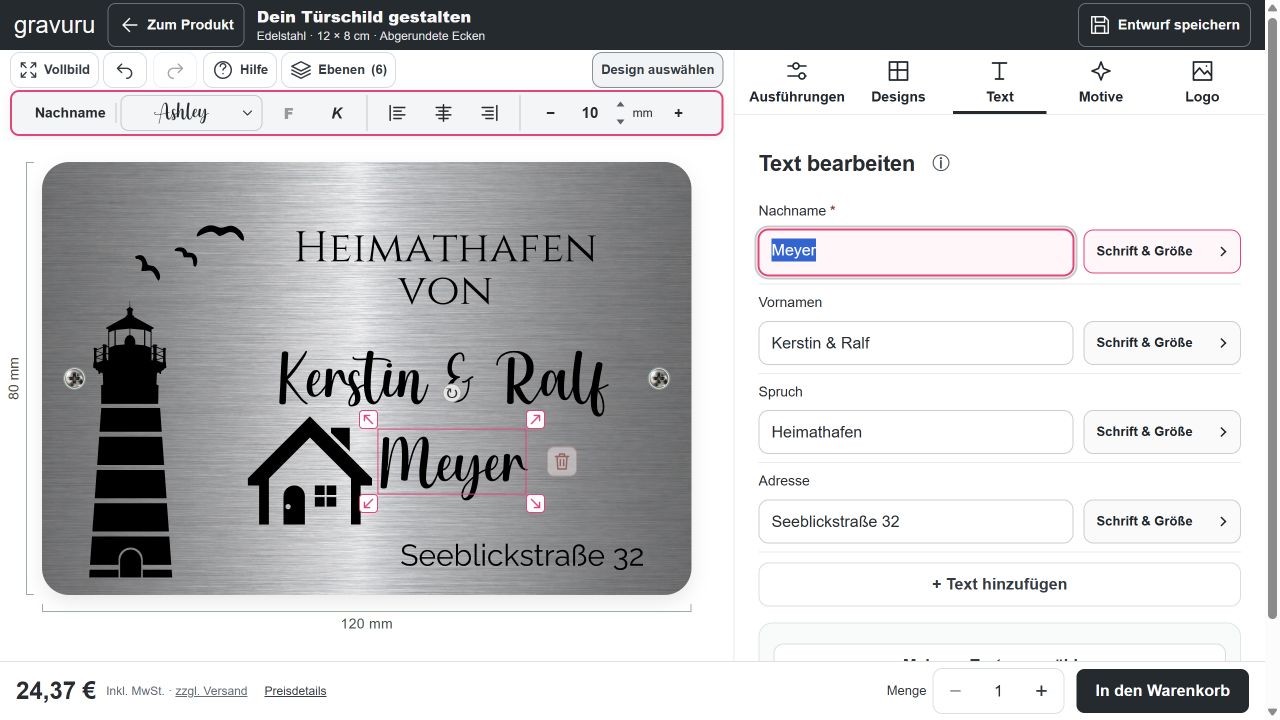 gravuru
Zum Produkt
Dein Türschild gestalten
Edelstahl · 12 × 8 cm · Abgerundete Ecken
Entwurf speichern
Vollbild
Hilfe
Ebenen (6)
Design auswählen
Nachname
Ashley
F
K
− 10 mm +
Ausführungen
Designs
Text
Motive
Logo
Heimathafen
von
Kerstin & Ralf
Meyer
Seeblickstraße 32
80 mm
120 mm
Text bearbeiten
Nachname *
Meyer
Schrift & Größe
Vornamen
Kerstin & Ralf
Schrift & Größe
Spruch
Heimathafen
Schrift & Größe
Adresse
Seeblickstraße 32
Schrift & Größe
+ Text hinzufügen
24,37 €
Inkl. MwSt. · zzgl. Versand
Preisdetails
Menge
− 1 +
In den Warenkorb